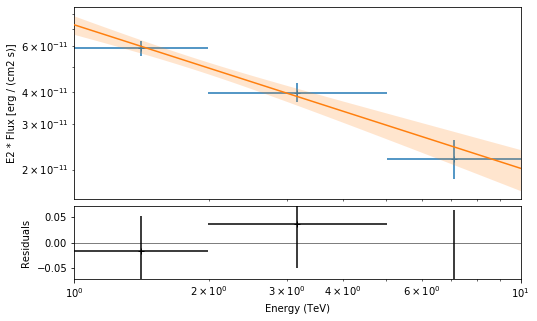 E2 * Flux [erg / (cm2 s)]
6 × 10⁻¹¹
4 × 10⁻¹¹
3 × 10⁻¹¹
2 × 10⁻¹¹
Residuals
0.05
0.00
−0.05
10⁰
2 × 10⁰
3 × 10⁰
4 × 10⁰
6 × 10⁰
10¹
Energy (TeV)